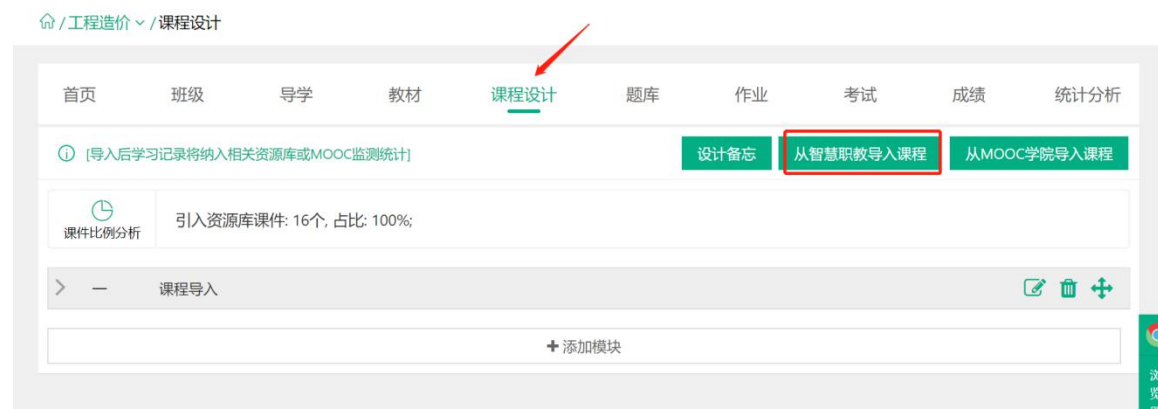 /工程造价 /课程设计
首页 班级 导学 教材 课程设计 题库 作业 考试 成绩 统计分析
[导入后学习记录将纳入相关资源库或MOOC监测统计] 设计备忘 从智慧职教导入课程 从MOOC学院导入课程
课件比例分析 引入资源库课件: 16个, 占比: 100%;
一 课程导入
添加模块
浏
览